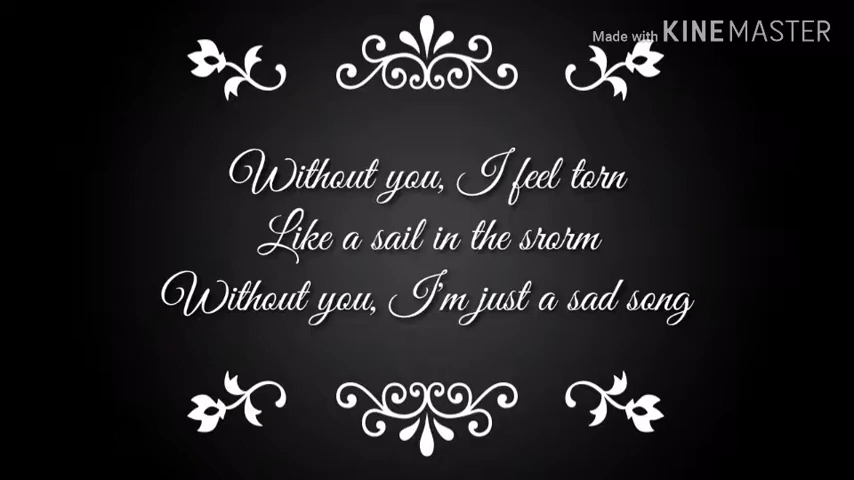 Made with KINEMASTER
Without you, I feel torn
Like a sail in the srorm
Without you, I'm just a sad song